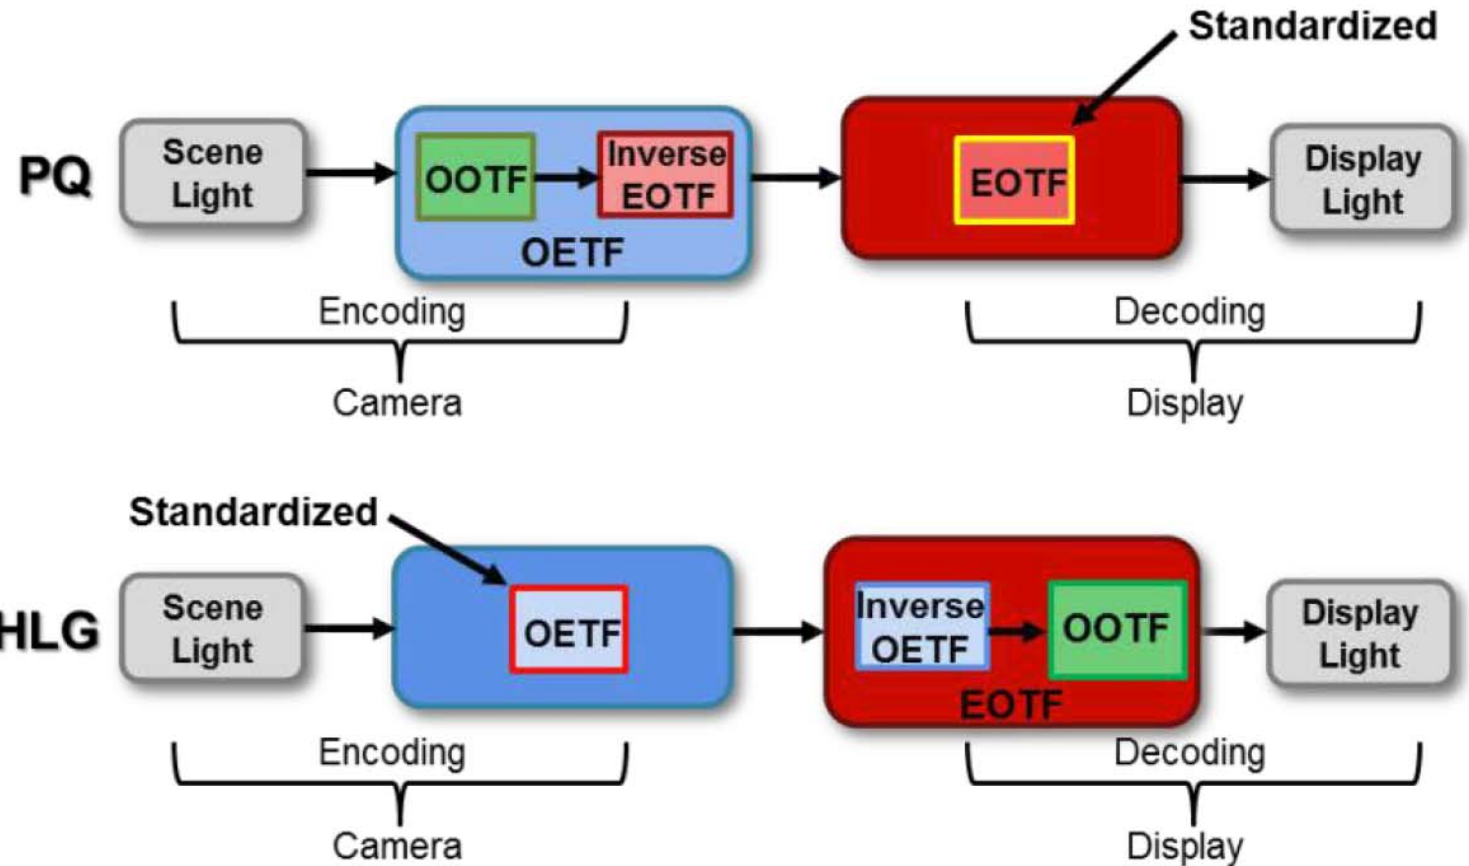 Standardized
PQ
Scene
Light
OOTF
Inverse
EOTF
OETF
EOTF
Display
Light
Encoding
Decoding
Camera
Display
Standardized
HLG
Scene
Light
OETF
Inverse
OETF
OOTF
EOTF
Display
Light
Encoding
Decoding
Camera
Display